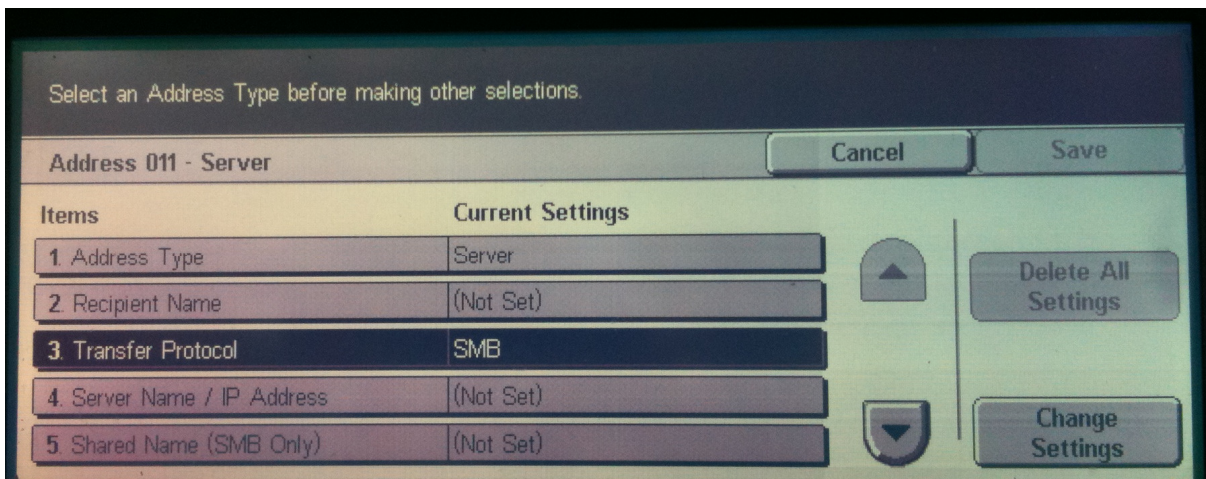 Select an Address Type before making other selections.
Address 011 - Server
Cancel
Save
Items
Current Settings
1. Address Type
Server
2. Recipient Name
(Not Set)
3. Transfer Protocol
SMB
4. Server Name / IP Address
(Not Set)
5. Shared Name (SMB Only)
(Not Set)
Delete All
Settings
Change
Settings